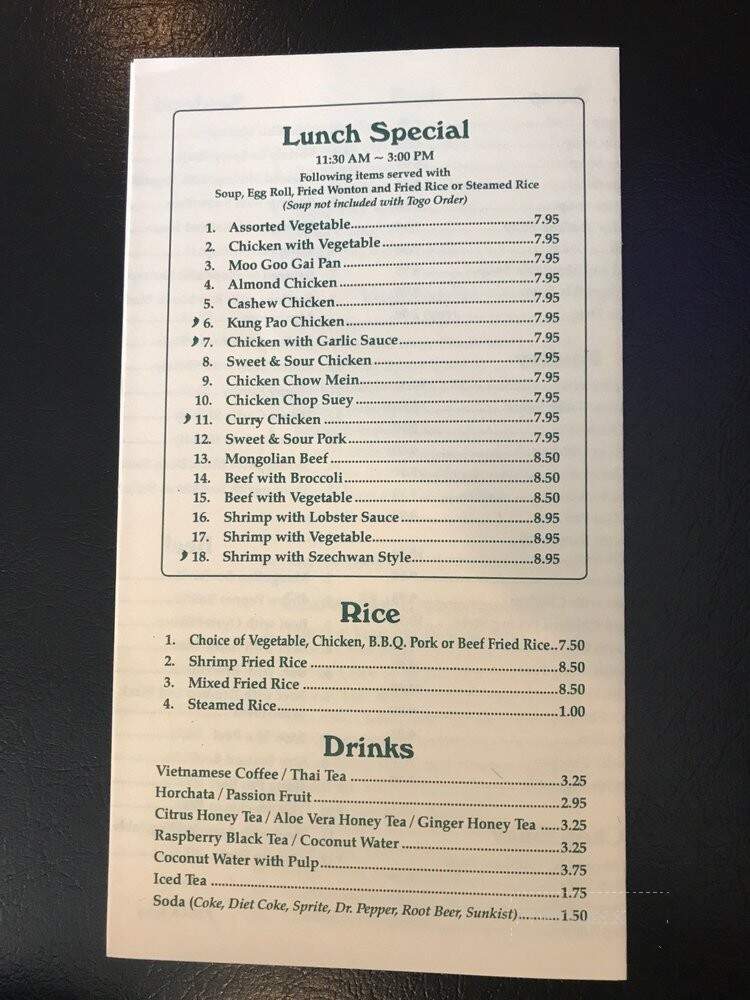 Lunch Special
11:30 AM ~ 3:00 PM
Following items served with
Soup, Egg Roll, Fried Wonton and Fried Rice or Steamed Rice
(Soup not included with Togo Order)
1. Assorted Vegetable....................7.95
2. Chicken with Vegetable....................7.95
3. Moo Goo Gai Pan....................7.95
4. Almond Chicken....................7.95
5. Cashew Chicken....................7.95
6. Kung Pao Chicken....................7.95
7. Chicken with Garlic Sauce....................7.95
8. Sweet & Sour Chicken....................7.95
9. Chicken Chow Mein....................7.95
10. Chicken Chop Suey....................7.95
11. Curry Chicken....................7.95
12. Sweet & Sour Pork....................7.95
13. Mongolian Beef....................8.50
14. Beef with Broccoli....................8.50
15. Beef with Vegetable....................8.50
16. Shrimp with Lobster Sauce....................8.95
17. Shrimp with Vegetable....................8.95
18. Shrimp with Szechwan Style....................8.95
Rice
1. Choice of Vegetable, Chicken, B.B.Q. Pork or Beef Fried Rice..7.50
2. Shrimp Fried Rice....................8.50
3. Mixed Fried Rice....................8.50
4. Steamed Rice....................1.00
Drinks
Vietnamese Coffee / Thai Tea....................3.25
Horchata / Passion Fruit....................2.95
Citrus Honey Tea / Aloe Vera Honey Tea / Ginger Honey Tea .....3.25
Raspberry Black Tea / Coconut Water....................3.25
Coconut Water with Pulp....................3.75
Iced Tea....................1.75
Soda (Coke, Diet Coke, Sprite, Dr. Pepper, Root Beer, Sunkist)..........1.50